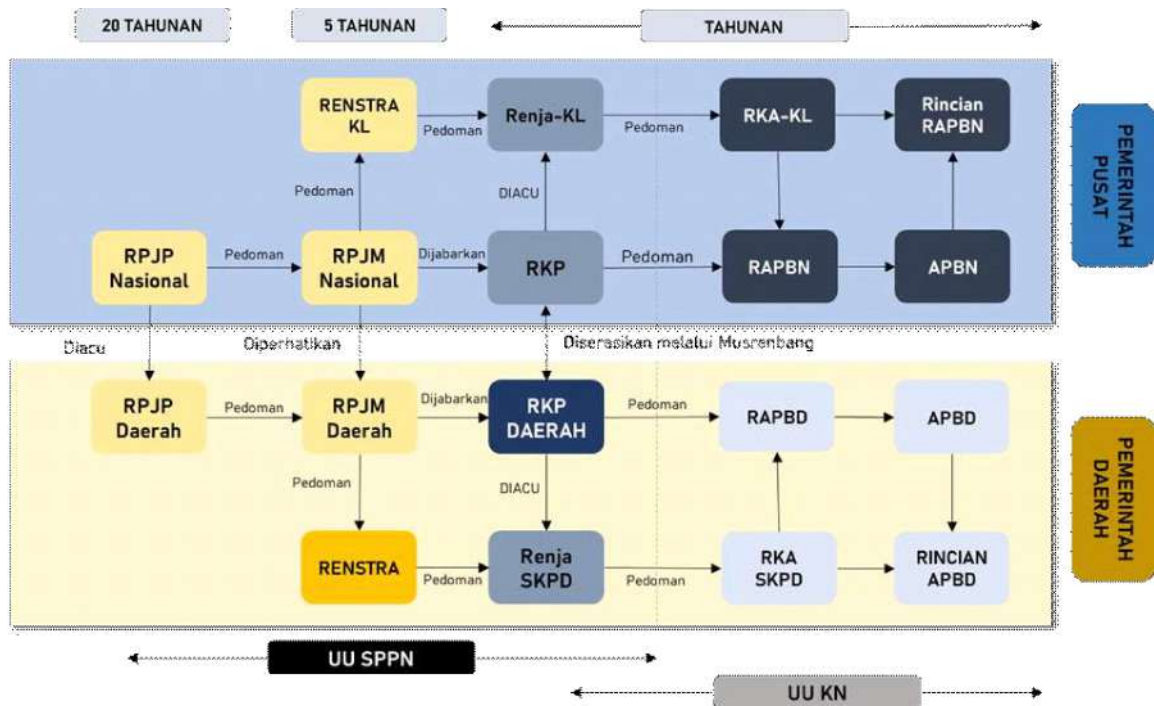 20 TAHUNAN
5 TAHUNAN
TAHUNAN
RENSTRA
KL
Pedoman
Renja-KL
Pedoman
RKA-KL
Rincian
RAPBN
Pedoman
DIACU
RPJP
Nasional
Pedoman
RPJM
Nasional
Dijabarkan
RKP
Pedoman
RAPBN
APBN
PEMERINTAH
PUSAT
Diacu
Diperhatikan
Diserasikan melalui Musrenbang
RPJP
Daerah
Pedoman
RPJM
Daerah
Dijabarkan
RKP
DAERAH
Pedoman
RAPBD
APBD
Pedoman
DIACU
RENSTRA
Pedoman
Renja
SKPD
Pedoman
RKA
SKPD
RINCIAN
APBD
PEMERINTAH
DAERAH
UU SPPN
UU KN